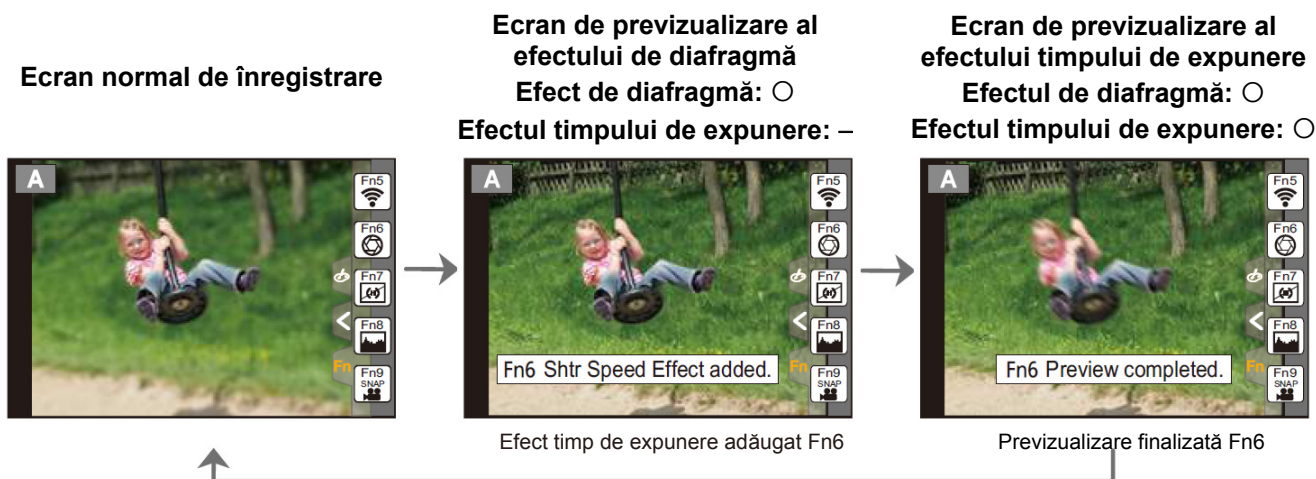 Ecran normal de înregistrare
Ecran de previzualizare al
efectului de diafragmă
Efect de diafragmă: ○
Efectul timpului de expunere: –
Ecran de previzualizare al
efectului timpului de expunere
Efectul de diafragmă: ○
Efectul timpului de expunere: ○
A
Fn5
Fn6
Fn7
Fn8
Fn
Fn9
SNAP
A
Fn5
Fn6
Fn7
Fn8
Fn6 Shtr Speed Effect added.
Fn
Fn9
SNAP
A
Fn5
Fn6
Fn7
Fn8
Fn6 Preview completed.
Fn
Fn9
SNAP
Efect timp de expunere adăugat Fn6
Previzualizare finalizată Fn6